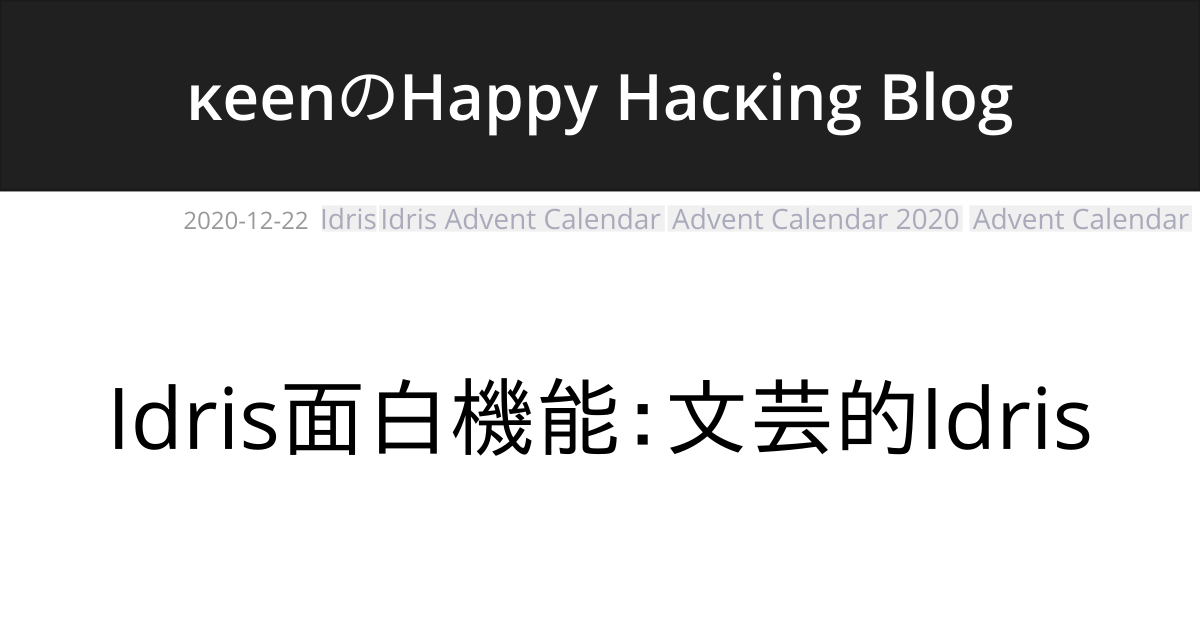 κeenのHappy Hacκing Blog
2020-12-22 Idris Idris Advent Calendar Advent Calendar 2020 Advent Calendar
Idris面白機能：文芸的Idris